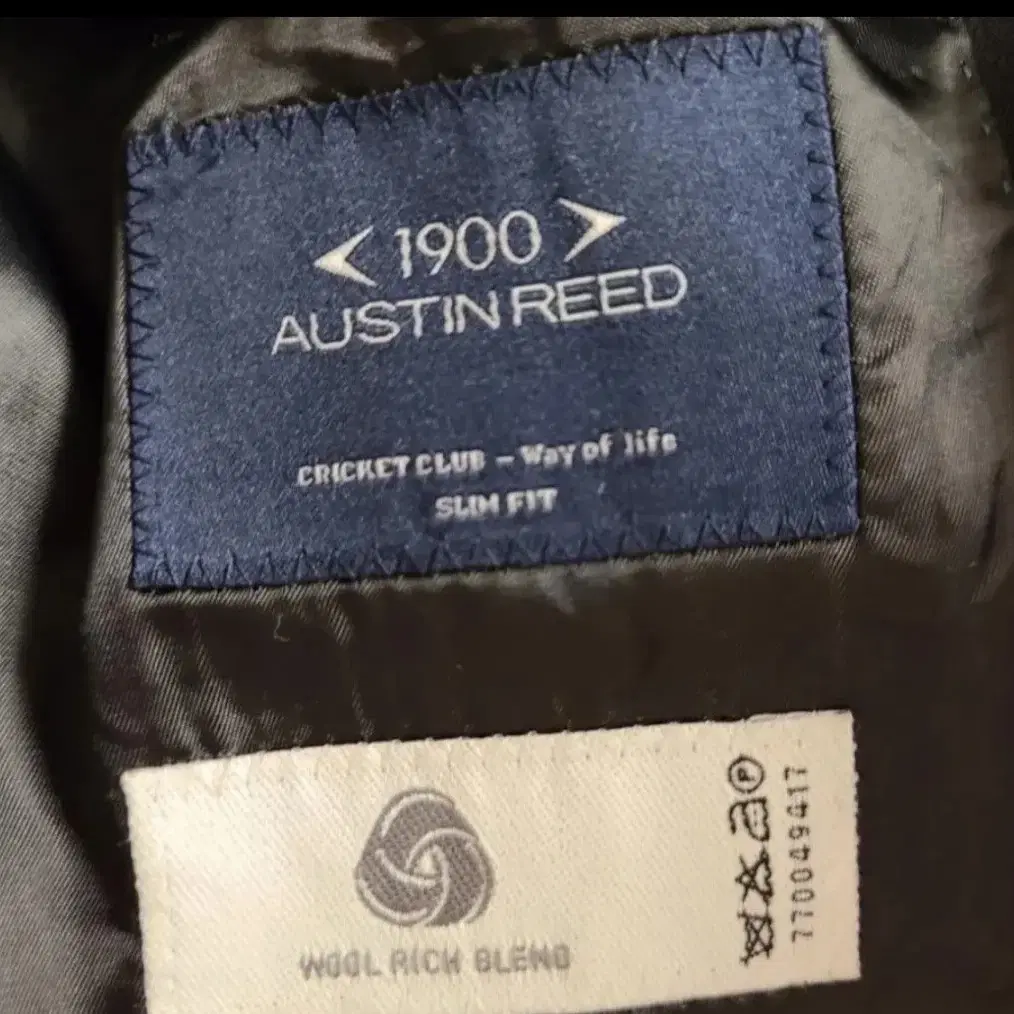 < 1900 >
AUSTIN REED
CRICKET CLUB - Way of life
SLIM FIT
WOOL RICH BLEND
P
770049417